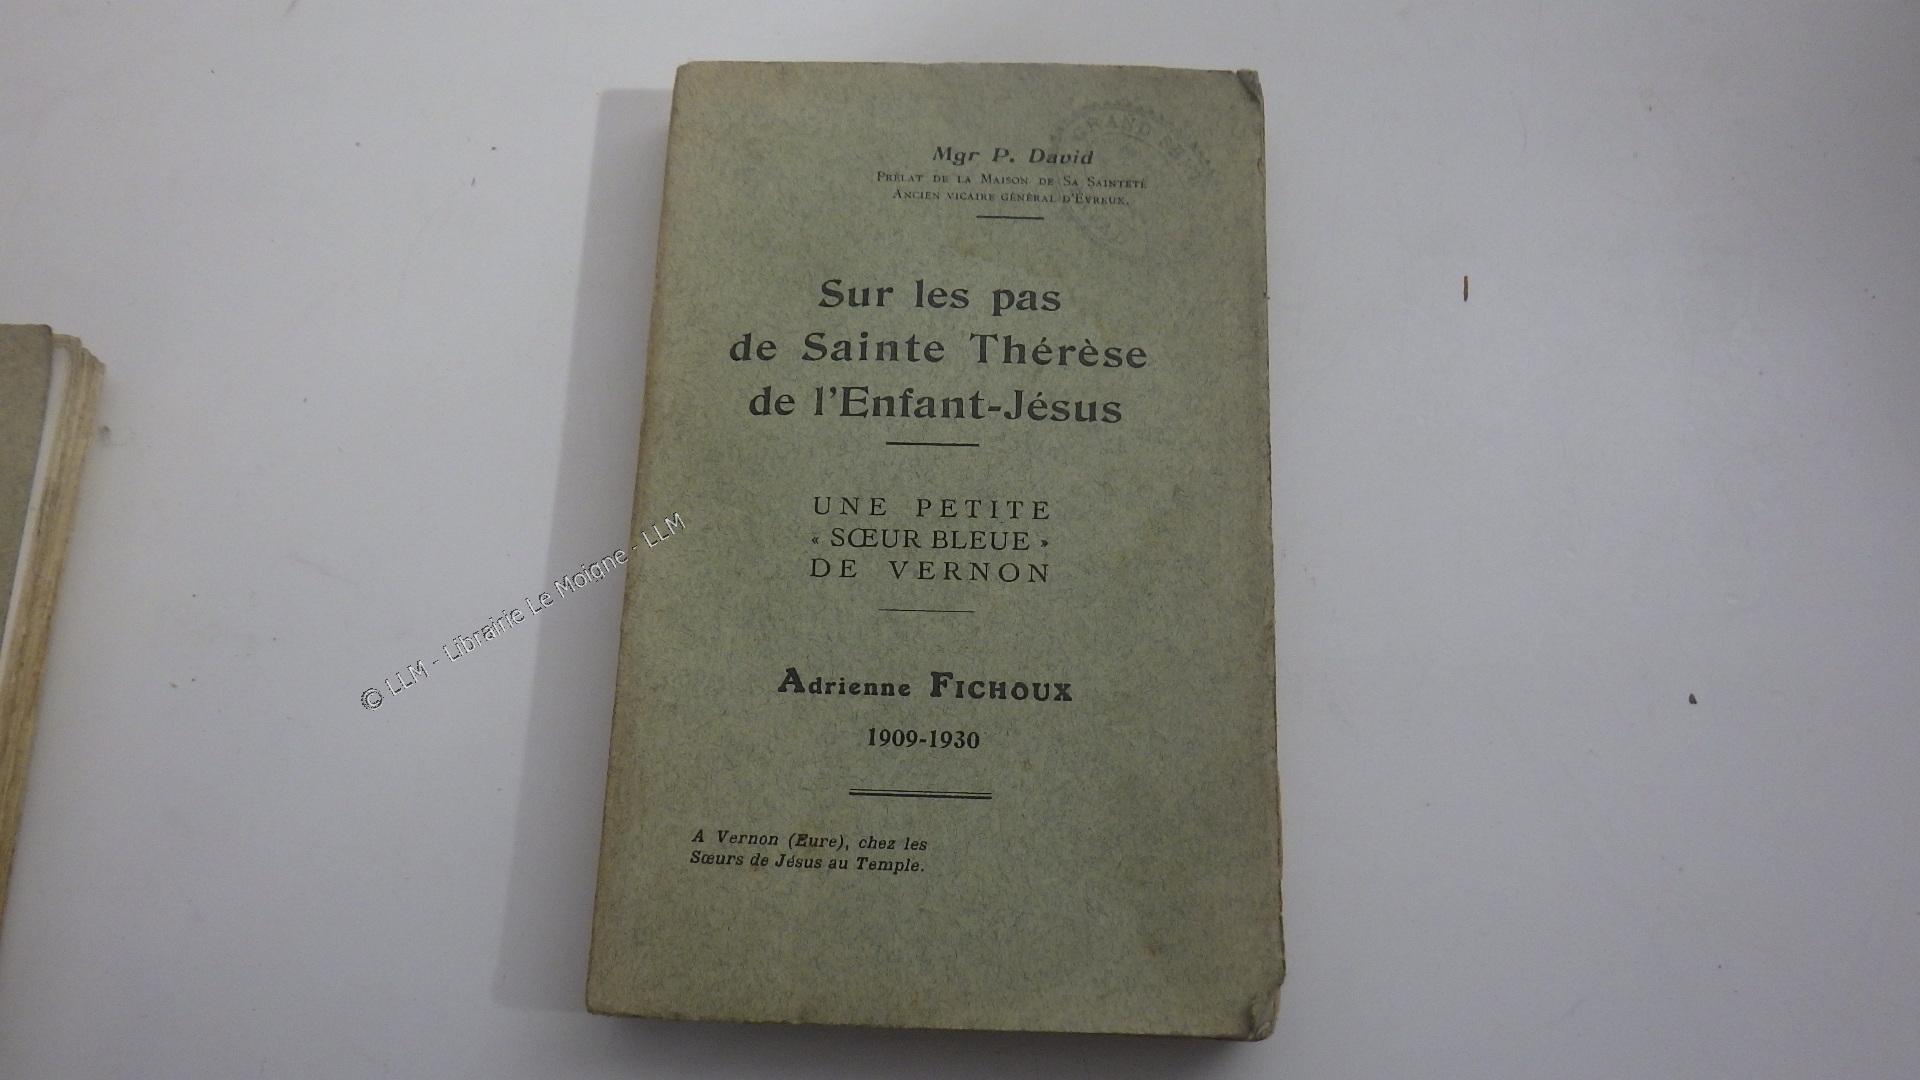 GRAND
Mgr P. David
PRÉLAT DE LA MAISON DE SA SAINTETÉ
ANCIEN VICAIRE GÉNÉRAL D'ÉVREUX.
Sur les pas
de Sainte Thérèse
de l'Enfant-Jésus
UNE PETITE
« SŒUR BLEUE »
DE VERNON
Adrienne FICHOUX
1909-1930
A Vernon (Eure), chez les
Sœurs de Jésus au Temple.
© LLM - Librairie Le Moigne - LLM